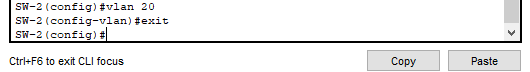 SW-2(config)#vlan 20
SW-2(config-vlan)#exit
SW-2(config)#
Ctrl+F6 to exit CLI focus
Copy
Paste